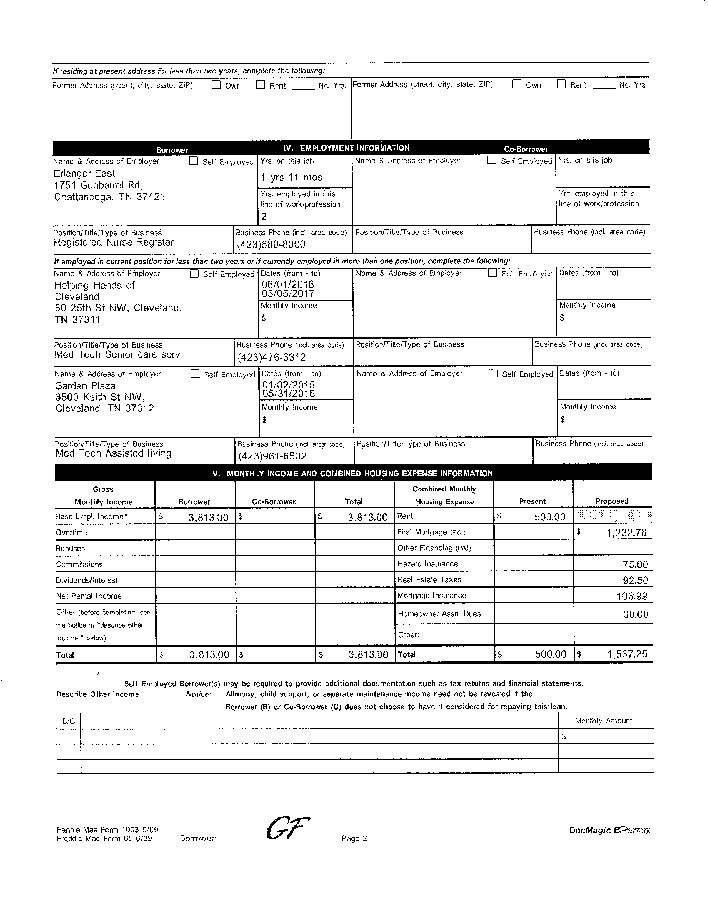 If residing at present address for less than two years, complete the following:
Former Address (street, city, state, ZIP) Own Rent No. Yrs. Former Address (street, city, state, ZIP) Own Rent No. Yrs.
Borrower IV. EMPLOYMENT INFORMATION Co-Borrower
Name & Address of Employer Self Employed Yrs. on this job Name & Address of Employer Self Employed Yrs. on this job
Erlanger East 1 yrs 11 mos
1751 Gunbarrel Rd,
Chattanooga, TN 37421
Yrs. employed in this line of work/profession Yrs. employed in this line of work/profession
2
Position/Title/Type of Business Business Phone (incl. area code) Position/Title/Type of Business Business Phone (incl. area code)
Registered Nurse Register (423)680-8000
If employed in current position for less than two years or if currently employed in more than one position, complete the following:
Name & Address of Employer Self Employed Dates (from - to) Name & Address of Employer Self Employed Dates (from - to)
Helping Hands of
Cleveland 03/05/2017
25th St NW, Cleveland,
TN 37311
Monthly Income Monthly Income
$ $
Position/Title/Type of Business Business Phone (incl. area code) Position/Title/Type of Business Business Phone (incl. area code)
Med Tech Senior care serv (423)476-3312
Name & Address of Employer Self Employed Dates (from - to) Name & Address of Employer Self Employed Dates (from - to)
Garden Plaza 01/02/2015
3500 Keith St NW, 05/31/2016
Cleveland, TN 37312
Monthly Income Monthly Income
$ $
Position/Title/Type of Business Business Phone (incl. area code) Position/Title/Type of Business Business Phone (incl. area code)
Med Tech Assisted living (423)961-6502
V. MONTHLY INCOME AND COMBINED HOUSING EXPENSE INFORMATION
Gross Monthly Income Borrower Co-Borrower Total Combined Monthly Housing Expense Present Proposed
Base Empl. Income* $ 3,813.00 $ $ 3,813.00 Rent $ 500.00
Overtime First Mortgage (P&I) $ 1,232.76
Bonuses Other Financing (P&I)
Commissions Hazard Insurance 75.00
Dividends/Interest Real Estate Taxes 92.50
Net Rental Income Mortgage Insurance 106.99
Other (before completing, see the notice in "describe other income," below) Homeowner Assn. Dues 30.00
Other:
Total $ 3,813.00 $ $ 3,813.00 Total $ 500.00 $ 1,537.25
Self Employed Borrower(s) may be required to provide additional documentation such as tax returns and financial statements.
Describe Other Income Notice: Alimony, child support, or separate maintenance income need not be revealed if the
Borrower (B) or Co-Borrower (C) does not choose to have it considered for repaying this loan.
B/C Monthly Amount
$
Fannie Mae Form 1003 6/09
Freddie Mae Form 65 6/09 Borrower: GF Page 2
DocMagic